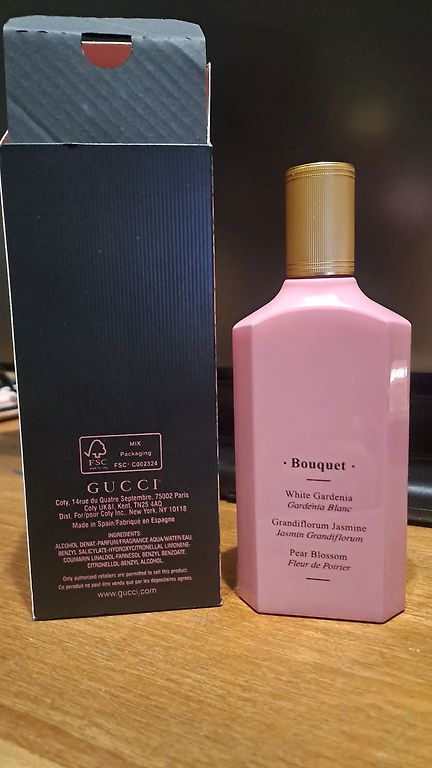 FSC
MIX
Packaging
FSC® C002324
GUCCI
Coty, 14rue du Quatre Septembre, 75002 Paris
Coty UK&I, Kent, TN25 4AQ
Dist. For/pour Coty Inc., New York, NY 10118
Made in Spain/Fabriqué en Espagne
INGREDIENTS:
ALCOHOL DENAT.-PARFUM/FRAGRANCE-AQUA/WATER/EAU.
BENZYL SALICYLATE-HYDROXYCITRONELLAL-LIMONENE-
COUMARIN LINALOOL-FARNESOL BENZYL BENZOATE.
CITRONELLOL-BENZYL ALCOHOL.
Only authorized retailers are permitted to sell this product.
Ce produit ne peut être vendu que par les dépositaires agréés.
www.gucci.com
· Bouquet ·
White Gardenia
Gardénia Blanc
Grandiflorum Jasmine
Jasmin Grandiflorum
Pear Blossom
Fleur de Poirier